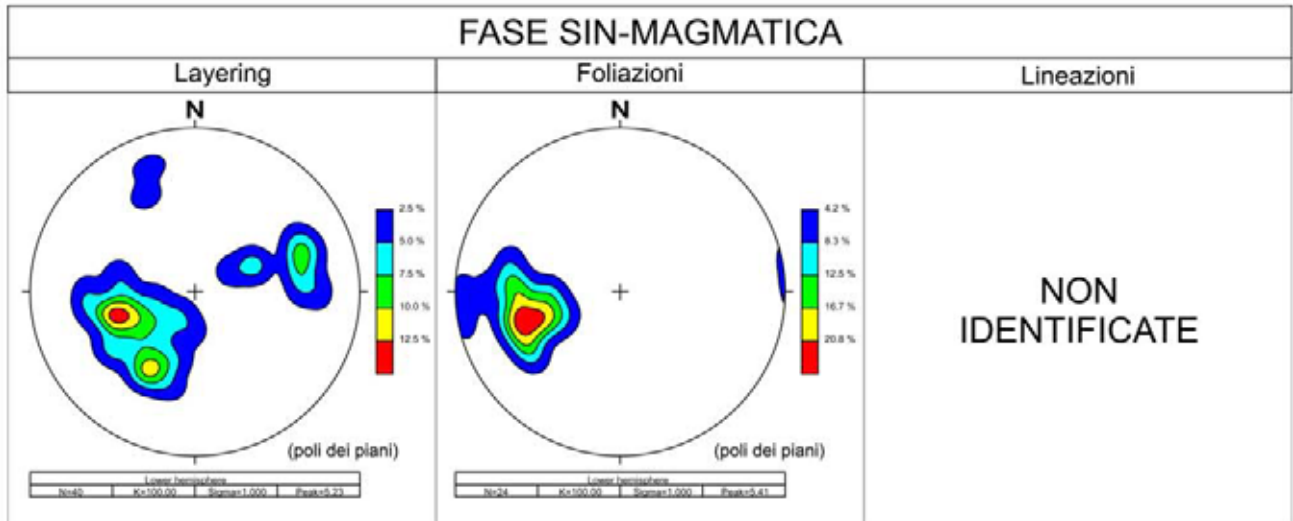 FASE SIN-MAGMATICA
Layering
Foliazioni
Lineazioni
N
2.5 %
5.0 %
7.5 %
10.0 %
12.5 %
(poli dei piani)
Lower hemisphere
N=40 K=100.00 Sigma=1.000 Peak=5.23
N
4.2 %
8.3 %
12.5 %
16.7 %
20.8 %
(poli dei piani)
Lower hemisphere
N=24 K=100.00 Sigma=1.000 Peak=5.41
NON
IDENTIFICATE